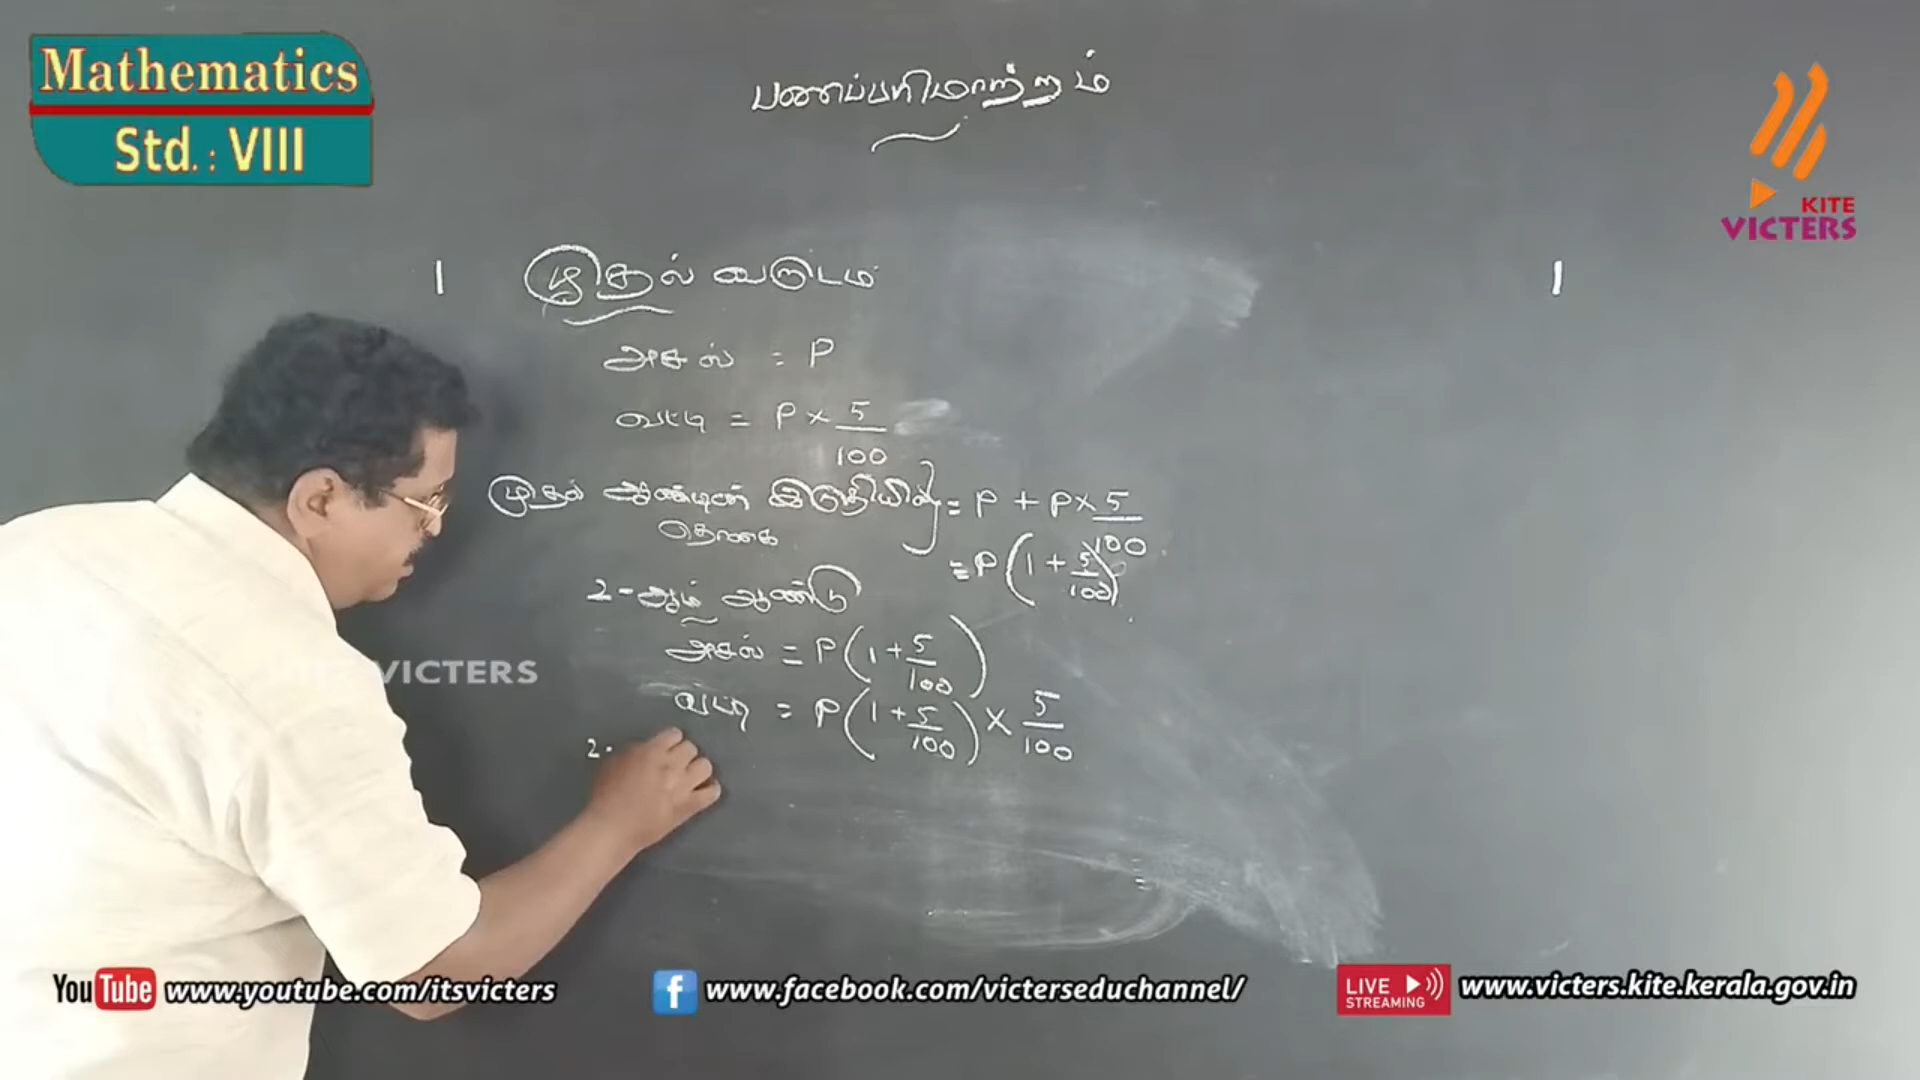 Mathematics
Std. : VIII
பணப்பரிமாற்றம்
KITE
VICTERS
1 முதல் வருடம் 1
அசல் = P
வட்டி = P × 5/100
முதல் ஆண்டின் இறுதியில் } = P + P × 5/100
தொகை
= P (1 + 5/100)
2-ஆம் ஆண்டு
அசல் = P (1 + 5/100)
VICTERS
வட்டி = P (1 + 5/100) × 5/100
2-
=
YouTube www.youtube.com/itsvicters
f www.facebook.com/victerseduchannel/
LIVE STREAMING www.victers.kite.kerala.gov.in